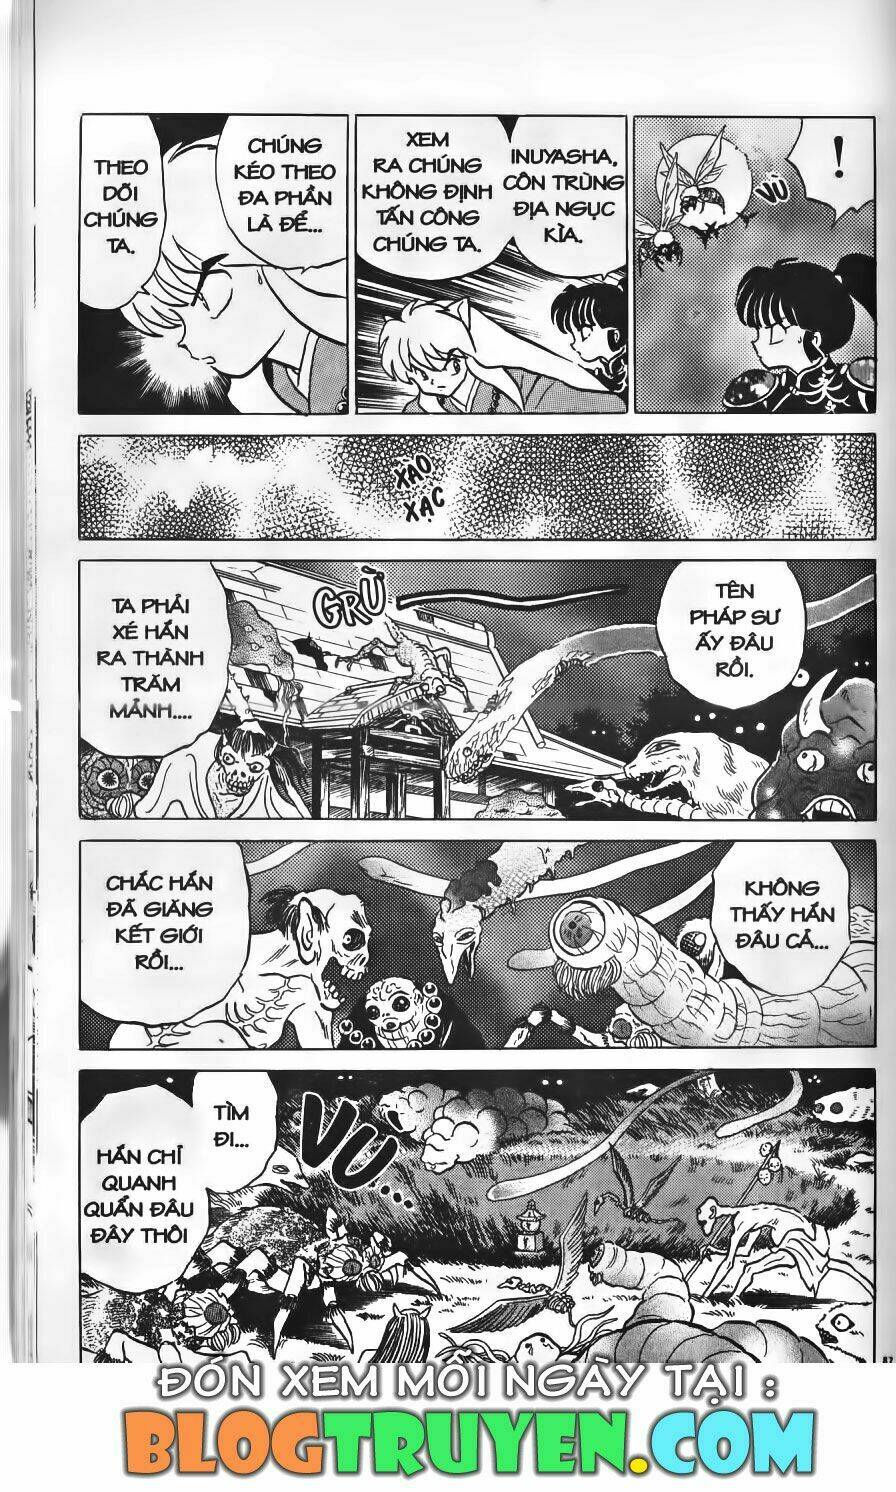 !
VÙ
INUYASHA,
CÔN TRÙNG
ĐỊA NGỤC
KÌA.
XEM
RA CHÚNG
KHÔNG ĐỊNH
TẤN CÔNG
CHÚNG TA.
CHÚNG
KÉO THEO
ĐA PHẦN
LÀ ĐỂ...
THEO
DÕI
CHÚNG
TA.
XAO
XẠC
TÊN
PHÁP SƯ
ẤY ĐÂU
RỒI.
GRỪ
TA PHẢI
XÉ HẮN
RA THÀNH
TRĂM
MẢNH....
KHÔNG
THẤY HẮN
ĐÂU CẢ...
CHẮC HẮN
ĐÃ GIĂNG
KẾT GIỚI
RỒI...
VÙ...
TÌM
ĐI...
HẮN CHỈ
QUANH
QUẨN ĐÂU
ĐÂY THÔI
87
ĐÓN XEM MỖI NGÀY TẠI :
BLOGTRUYEN.COM